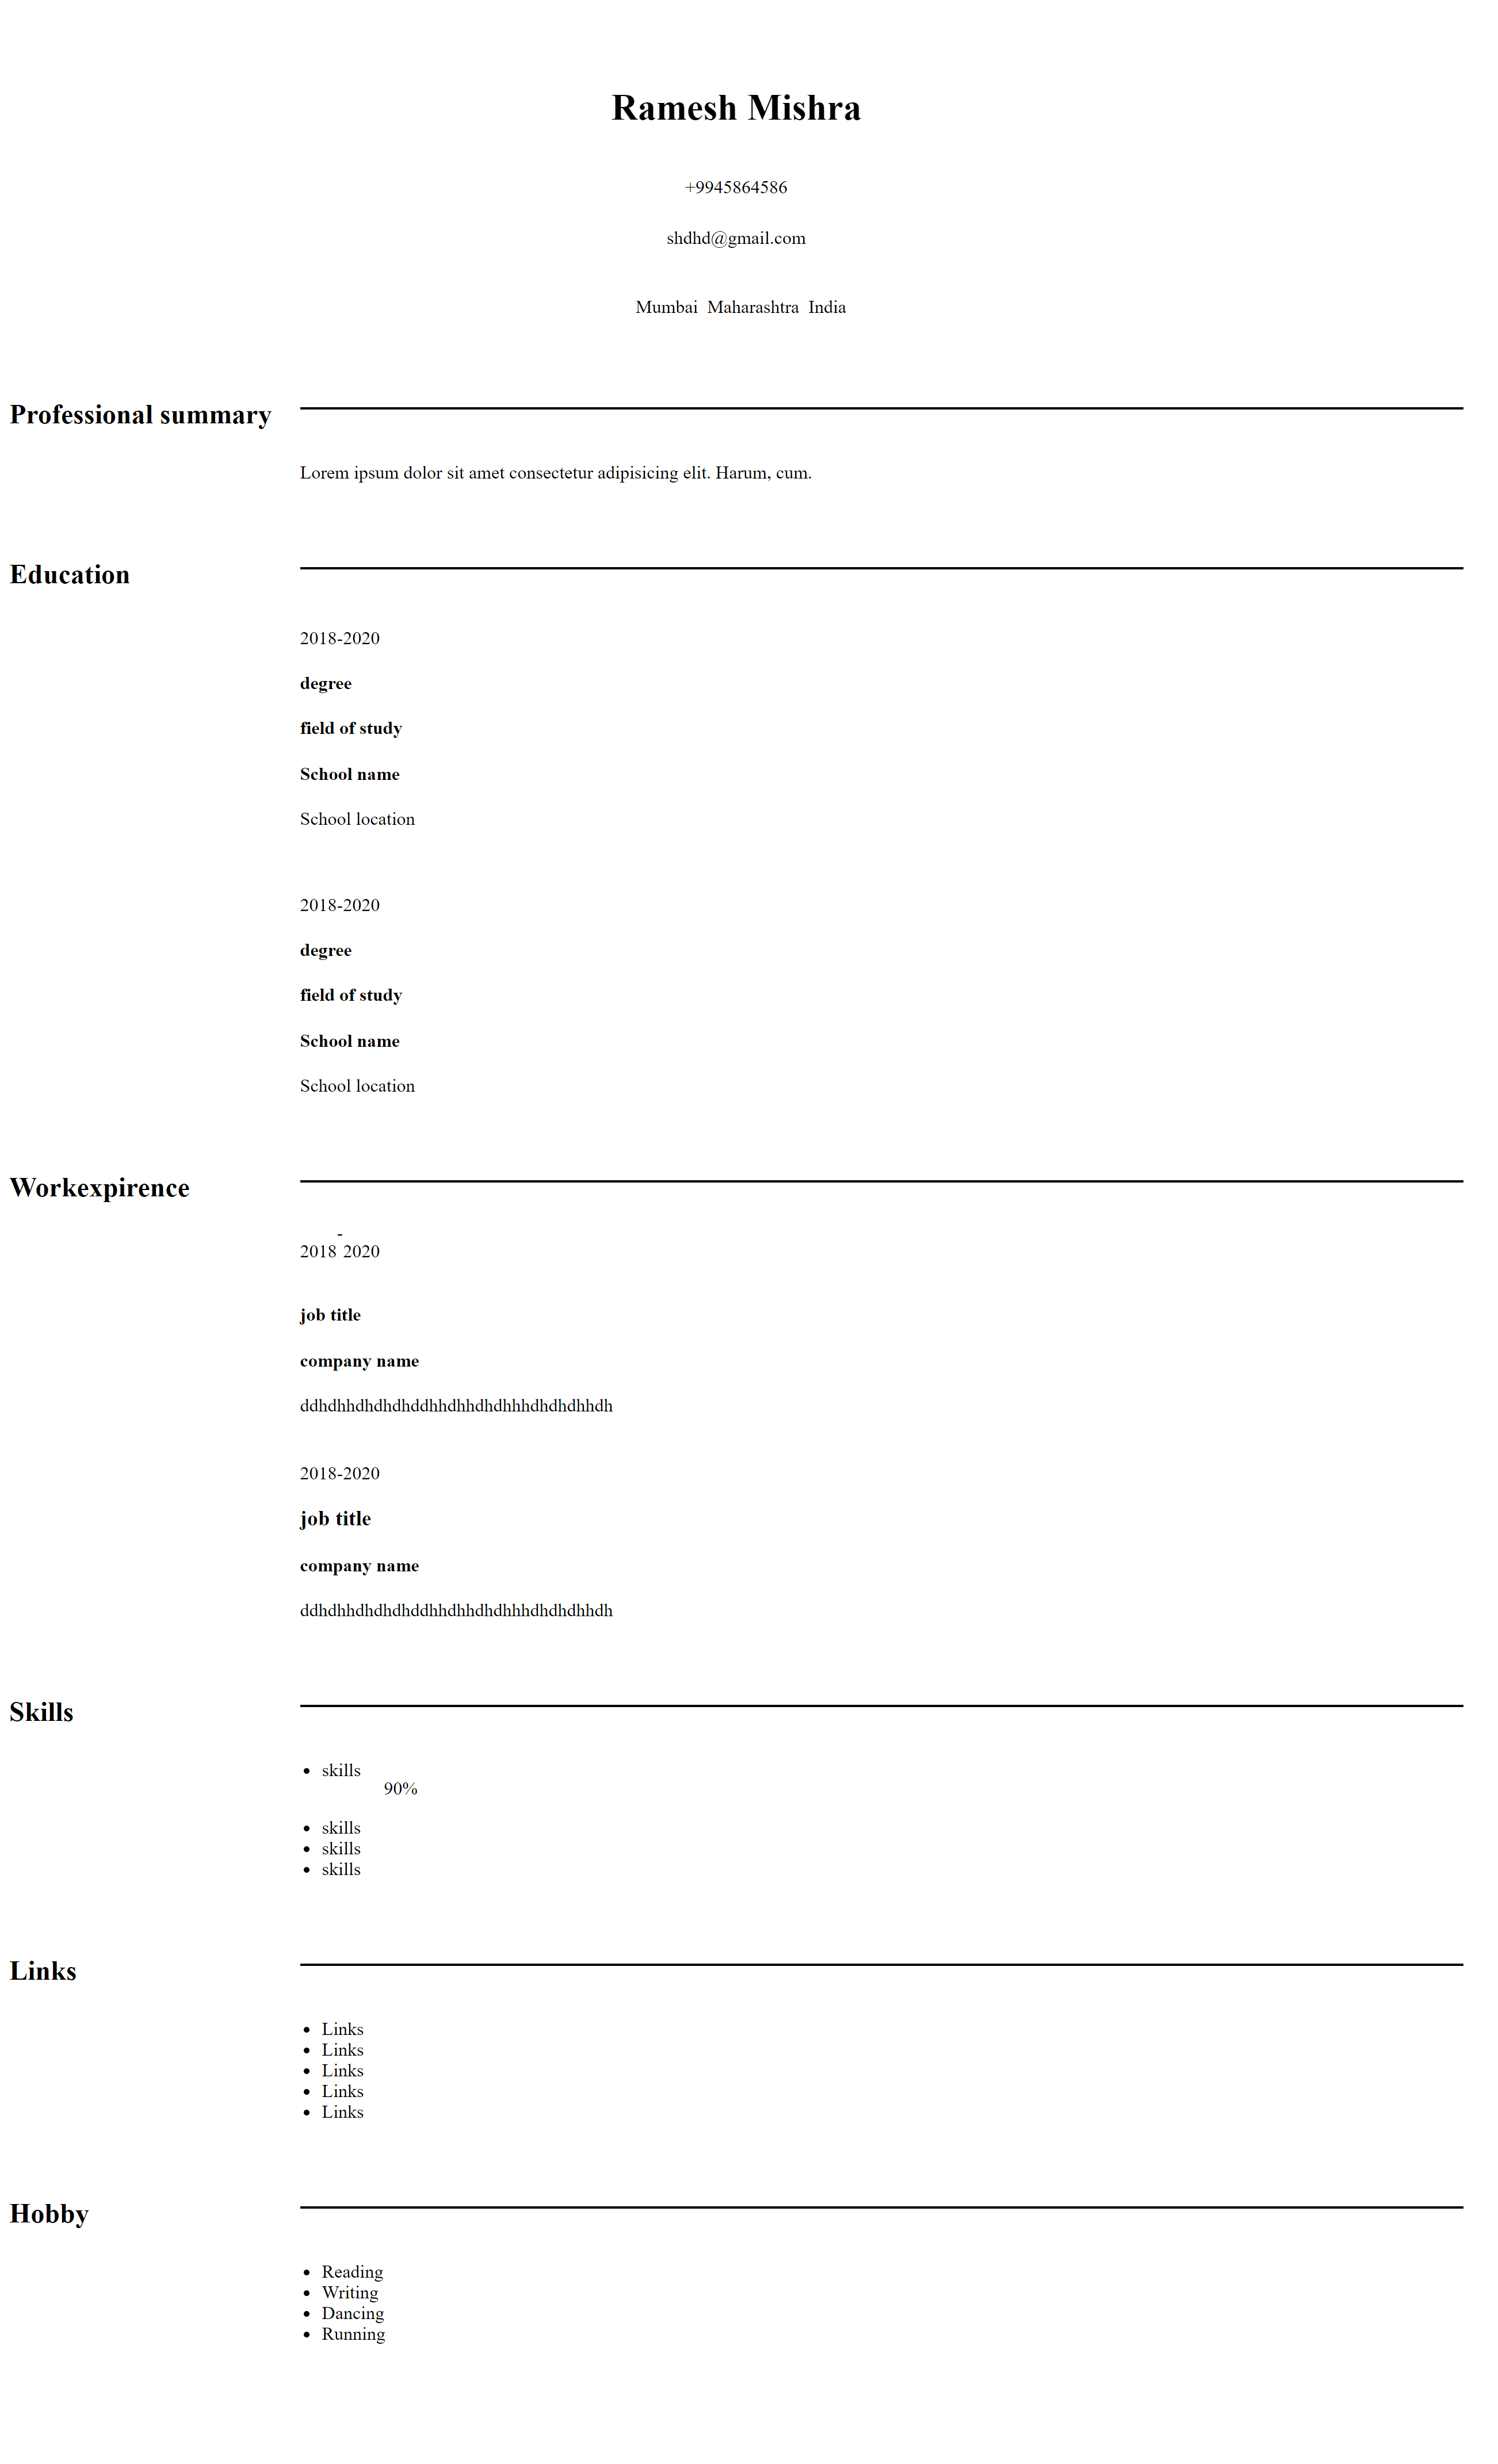 Ramesh Mishra
+9945864586
shdhd@gmail.com
Mumbai Maharashtra India
Professional summary
Lorem ipsum dolor sit amet consectetur adipisicing elit. Harum, cum.
Education
2018-2020
degree
field of study
School name
School location
2018-2020
degree
field of study
School name
School location
Workexpirence
2018-2020
job title
company name
ddhdhhdhdhdhddhhdhhdhdhhhdhdhdhhdh
2018-2020
job title
company name
ddhdhhdhdhdhddhhdhhdhdhhhdhdhdhhdh
Skills
• skills
90%
• skills
• skills
• skills
Links
• Links
• Links
• Links
• Links
• Links
Hobby
• Reading
• Writing
• Dancing
• Running